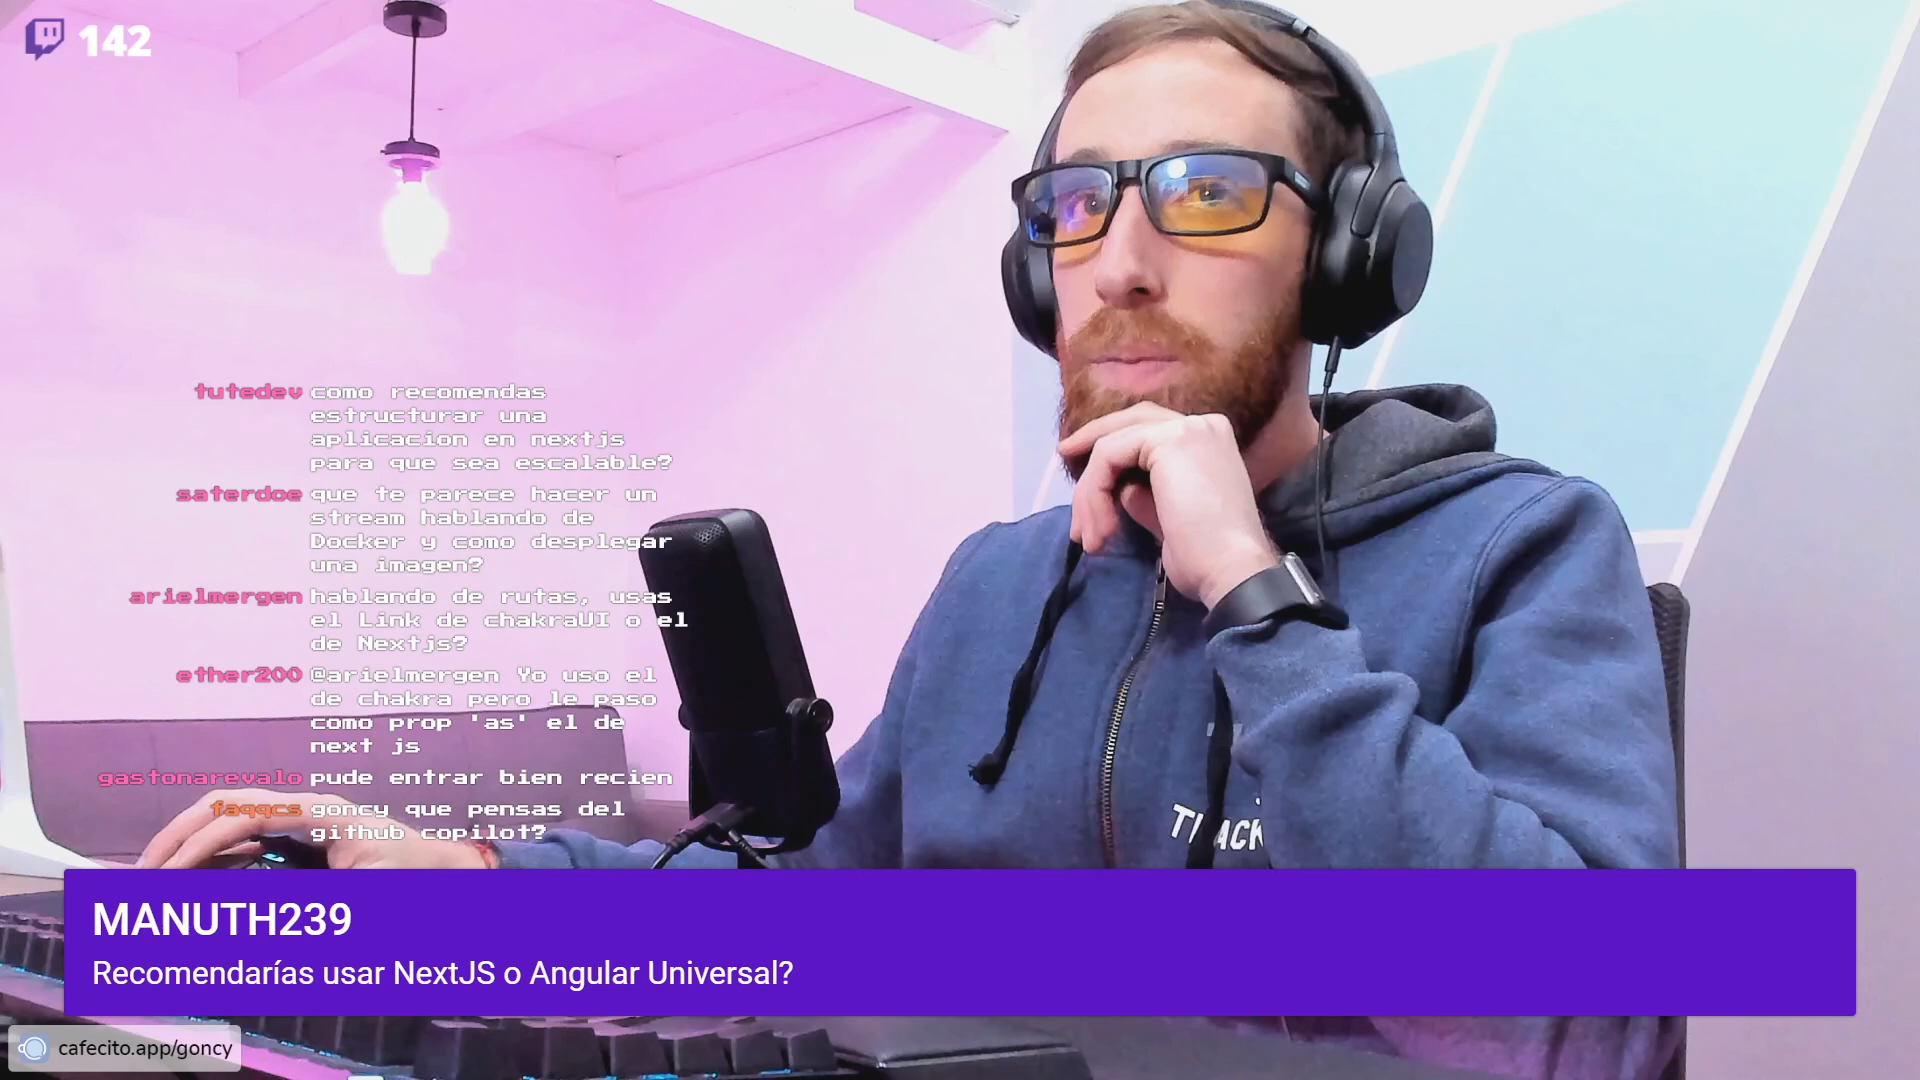 142
tutedev como recomendas
estructurar una
aplicacion en nextjs
para que sea escalable?
saterdoe que te parece hacer un
stream hablando de
Docker y como desplegar
una imagen?
arielmergen hablando de rutas, usas
el Link de chakraUI o el
de Nextjs?
ether200 @arielmergen Yo uso el
de chakra pero le paso
como prop 'as' el de
next js
gastonarevalo pude entrar bien recien
faqqcs goncy que pensas del
github copilot?
MANUTH239
Recomendarías usar NextJS o Angular Universal?
cafecito.app/goncy